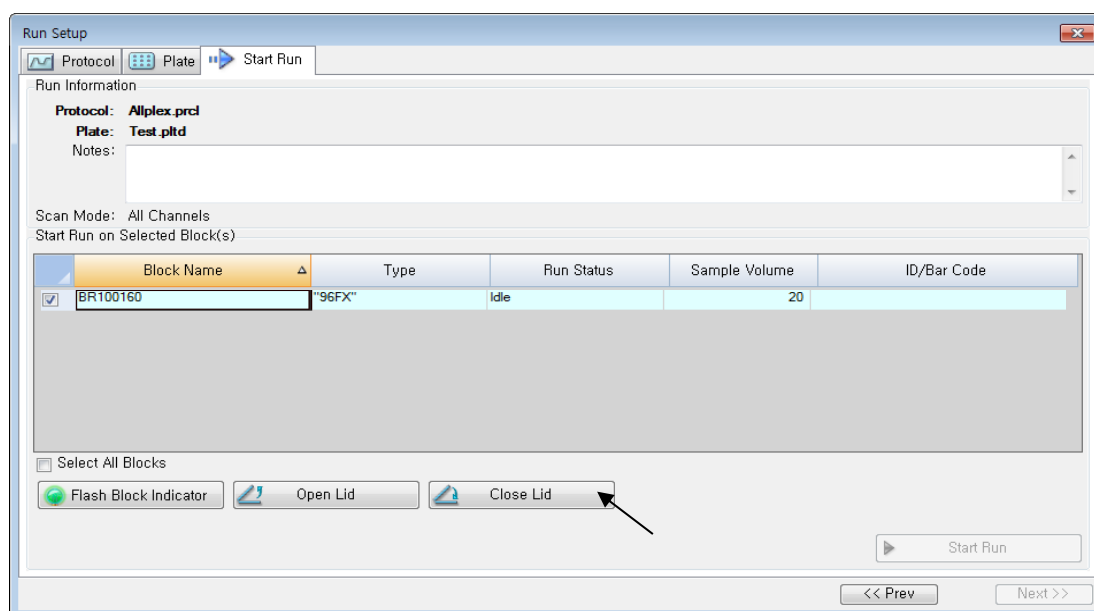 Run Setup
Protocol Plate Start Run
Run Information
Protocol: Allplex.prcl
Plate: Test.pltd
Notes:
Scan Mode: All Channels
Start Run on Selected Block(s)
Block Name Type Run Status Sample Volume ID/Bar Code
BR100160 "96FX" Idle 20
Select All Blocks
Flash Block Indicator Open Lid Close Lid
Start Run
<< Prev Next >>